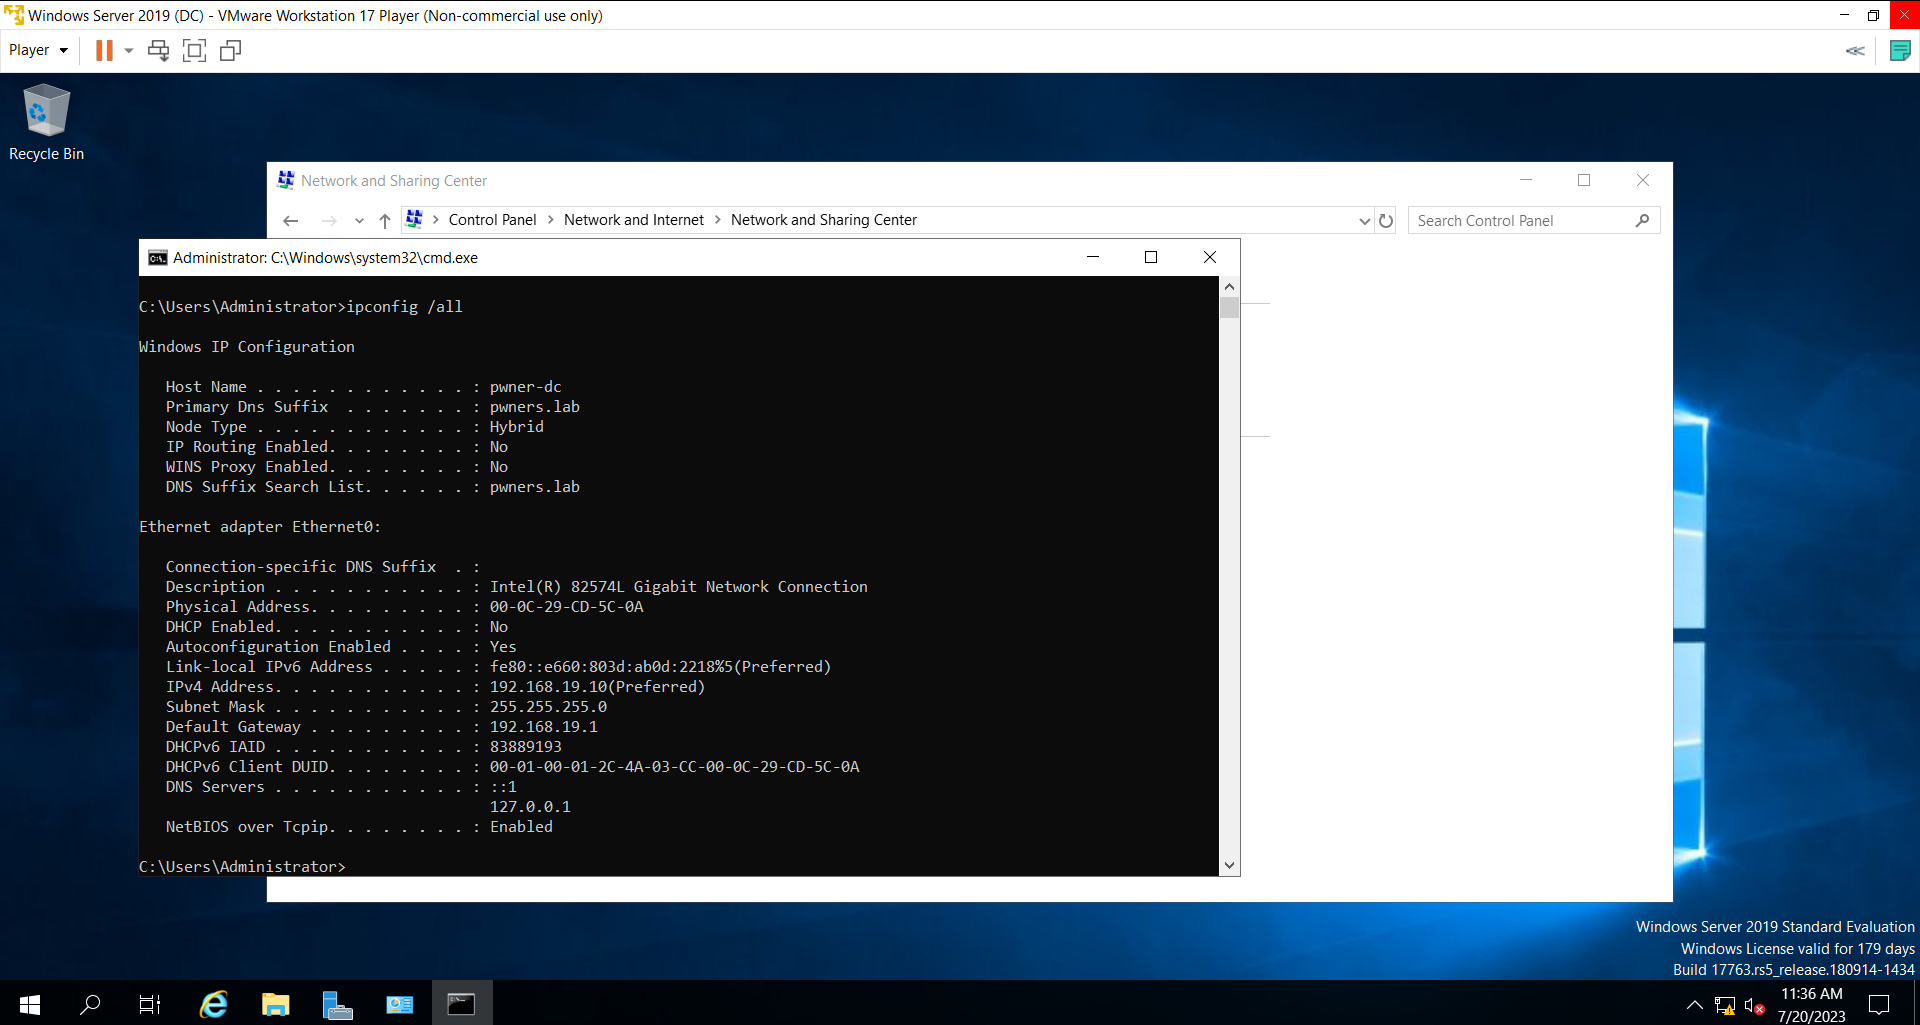 Windows Server 2019 (DC) - VMware Workstation 17 Player (Non-commercial use only)
Player
Recycle Bin
Network and Sharing Center
Control Panel > Network and Internet > Network and Sharing Center
Search Control Panel
Administrator: C:\Windows\system32\cmd.exe
C:\Users\Administrator>ipconfig /all
Windows IP Configuration
Host Name . . . . . . . . . . . . : pwner-dc
Primary Dns Suffix  . . . . . . . : pwners.lab
Node Type . . . . . . . . . . . . : Hybrid
IP Routing Enabled. . . . . . . . : No
WINS Proxy Enabled. . . . . . . . : No
DNS Suffix Search List. . . . . . : pwners.lab
Ethernet adapter Ethernet0:
Connection-specific DNS Suffix  . :
Description . . . . . . . . . . . : Intel(R) 82574L Gigabit Network Connection
Physical Address. . . . . . . . . : 00-0C-29-CD-5C-0A
DHCP Enabled. . . . . . . . . . . : No
Autoconfiguration Enabled . . . . : Yes
Link-local IPv6 Address . . . . . : fe80::e660:803d:ab0d:2218%5(Preferred)
IPv4 Address. . . . . . . . . . . : 192.168.19.10(Preferred)
Subnet Mask . . . . . . . . . . . : 255.255.255.0
Default Gateway . . . . . . . . . : 192.168.19.1
DHCPv6 IAID . . . . . . . . . . . : 83889193
DHCPv6 Client DUID. . . . . . . . : 00-01-00-01-2C-4A-03-CC-00-0C-29-CD-5C-0A
DNS Servers . . . . . . . . . . . : ::1
127.0.0.1
NetBIOS over Tcpip. . . . . . . . : Enabled
C:\Users\Administrator>
Windows Server 2019 Standard Evaluation
Windows License valid for 179 days
Build 17763.rs5_release.180914-1434
11:36 AM
7/20/2023